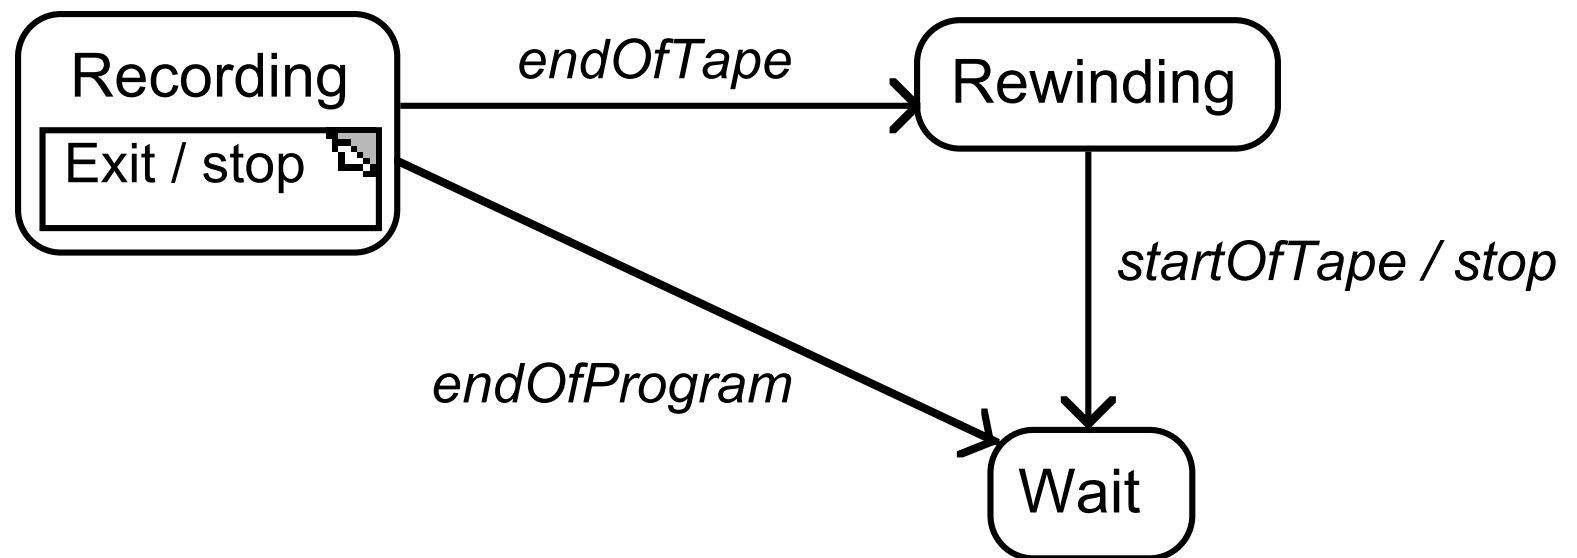 Recording
Exit / stop
endOfTape
Rewinding
startOfTape / stop
endOfProgram
Wait